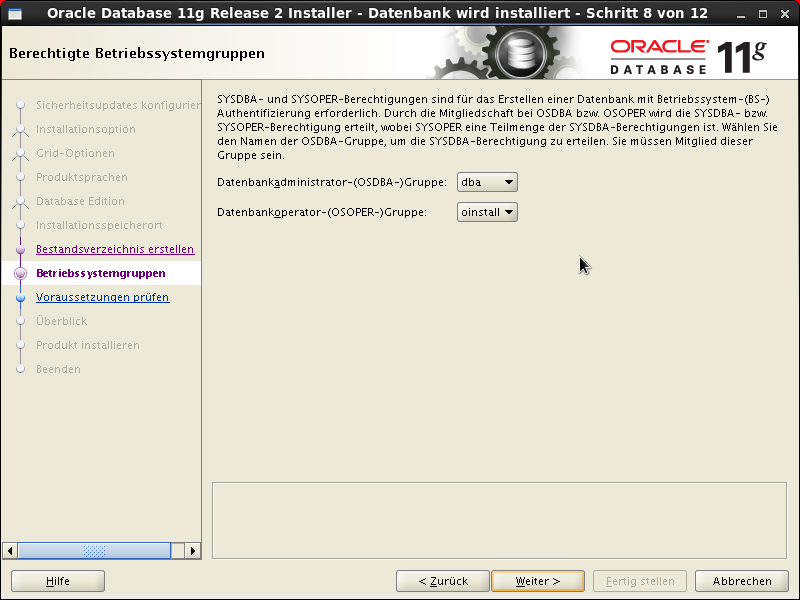 Oracle Database 11g Release 2 Installer - Datenbank wird installiert - Schritt 8 von 12
Berechtigte Betriebssystemgruppen
ORACLE®
DATABASE
11g
Sicherheitsupdates konfigurier
Installationsoption
Grid-Optionen
Produktsprachen
Database Edition
Installationsspeicherort
Bestandsverzeichnis erstellen
Betriebssystemgruppen
Voraussetzungen prüfen
Überblick
Produkt installieren
Beenden
SYSDBA- und SYSOPER-Berechtigungen sind für das Erstellen einer Datenbank mit Betriebssystem-(BS-)
Authentifizierung erforderlich. Durch die Mitgliedschaft bei OSDBA bzw. OSOPER wird die SYSDBA- bzw.
SYSOPER-Berechtigung erteilt, wobei SYSOPER eine Teilmenge der SYSDBA-Berechtigungen ist. Wählen Sie
den Namen der OSDBA-Gruppe, um die SYSDBA-Berechtigung zu erteilen. Sie müssen Mitglied dieser
Gruppe sein.
Datenbankadministrator-(OSDBA-)Gruppe: dba
Datenbankoperator-(OSOPER-)Gruppe: oinstall
Hilfe
< Zurück
Weiter >
Fertig stellen
Abbrechen